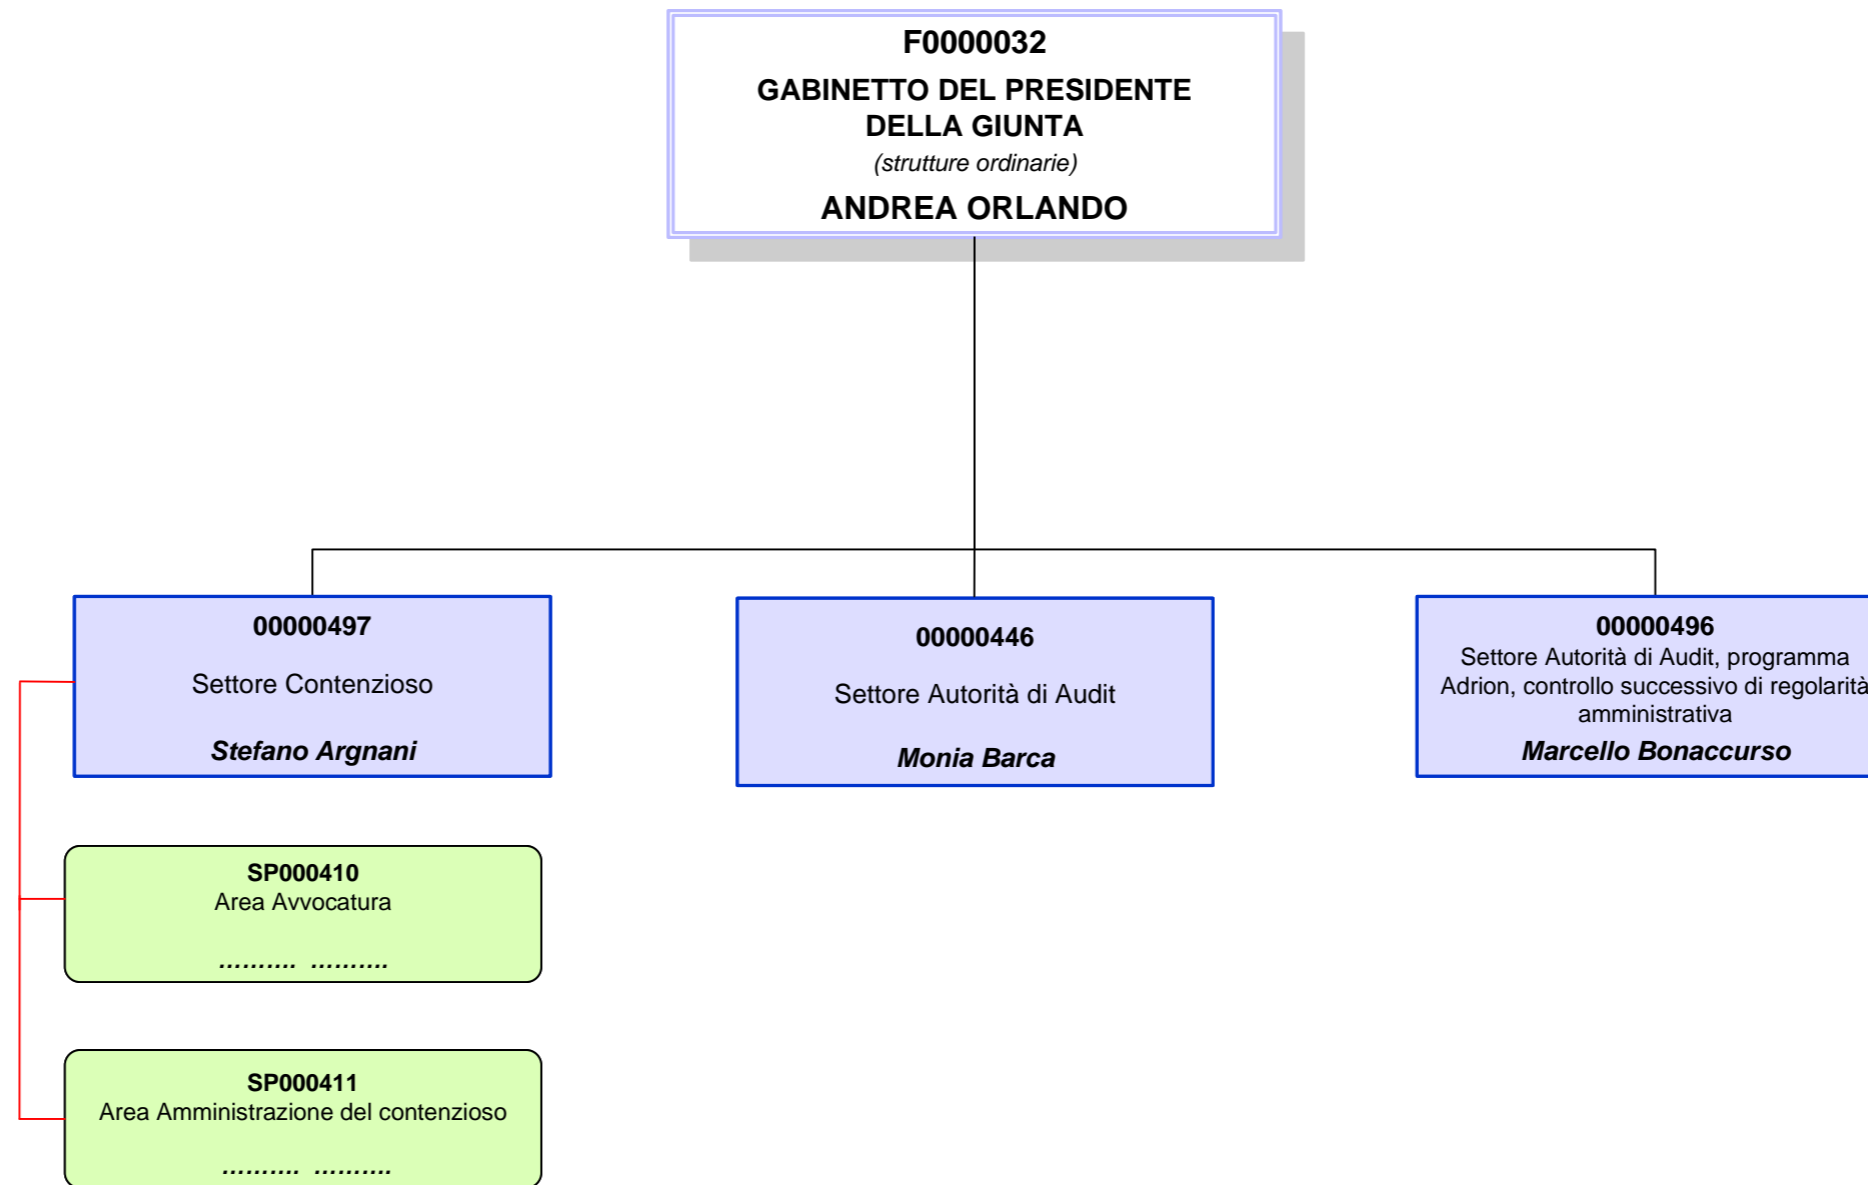 F0000032
GABINETTO DEL PRESIDENTE
DELLA GIUNTA
(strutture ordinarie)
ANDREA ORLANDO
00000497
Settore Contenzioso
Stefano Argnani
00000446
Settore Autorità di Audit
Monia Barca
00000496
Settore Autorità di Audit, programma
Adrion, controllo successivo di regolarità
amministrativa
Marcello Bonaccurso
SP000410
Area Avvocatura
………. ……….
SP000411
Area Amministrazione del contenzioso
………. ……….